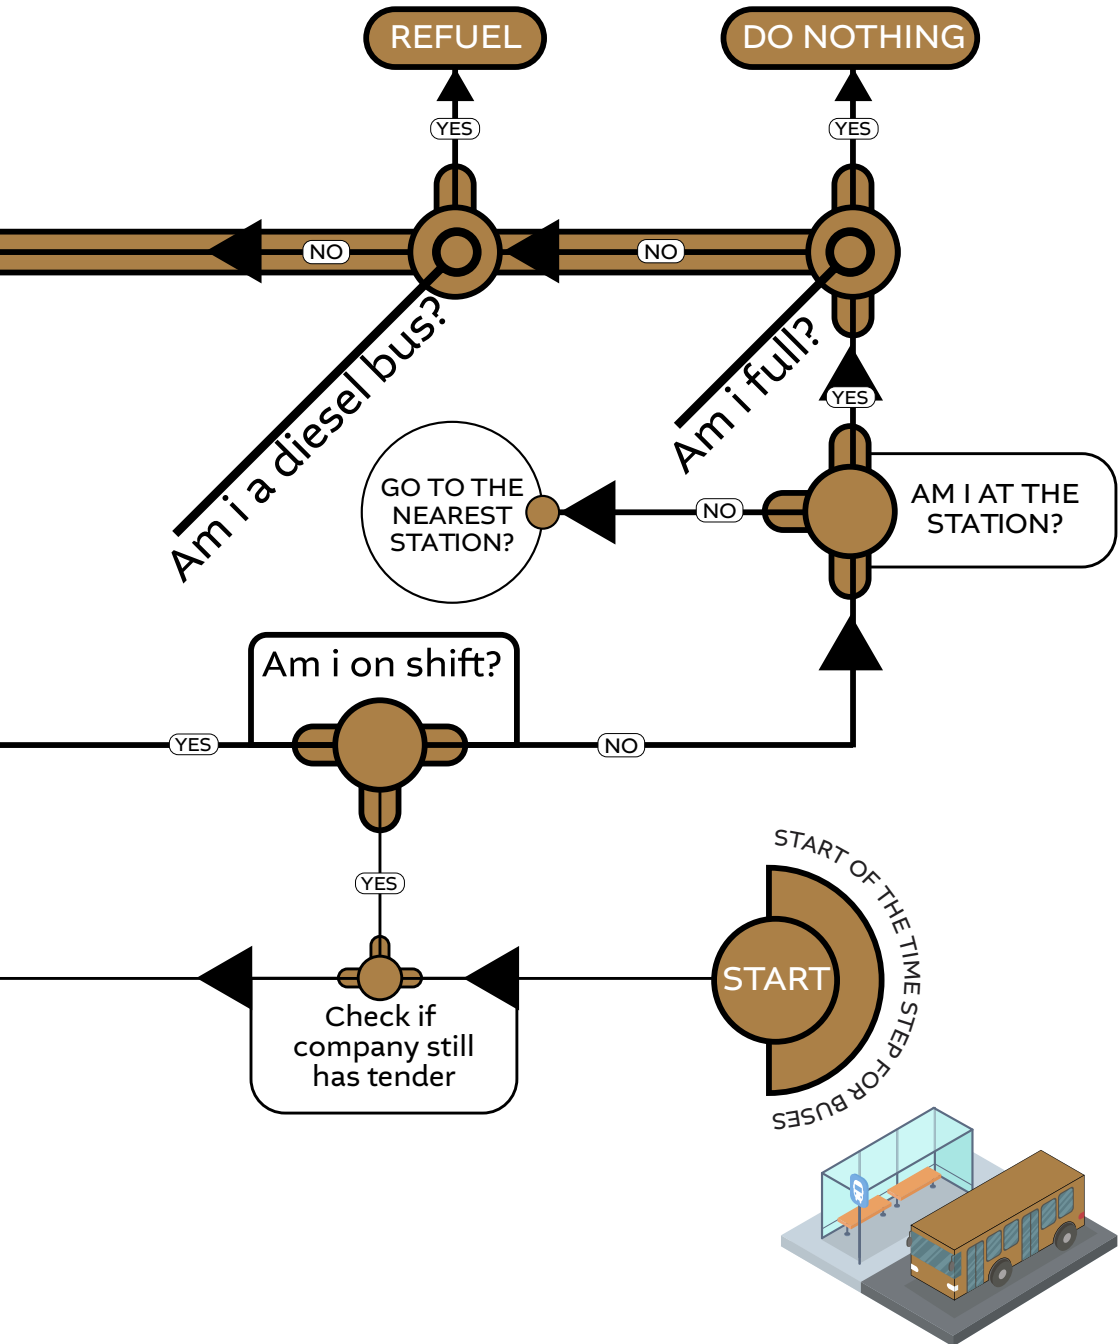 REFUEL
DO NOTHING
YES
YES
NO
NO
Am i a diesel bus?
Am i full?
YES
GO TO THE
NEAREST
STATION?
NO
AM I AT THE
STATION?
Am i on shift?
YES
NO
YES
START OF THE TIME STEP FOR BUSES
START
Check if
company still
has tender